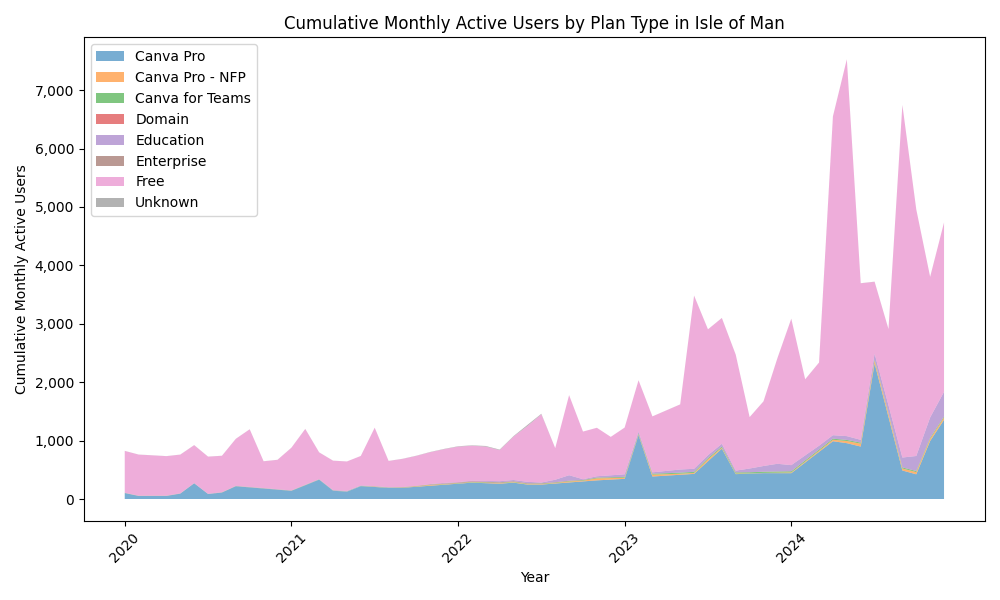 Cumulative Monthly Active Users by Plan Type in Isle of Man
Cumulative Monthly Active Users
7,000
6,000
5,000
4,000
3,000
2,000
1,000
0
Canva Pro
Canva Pro - NFP
Canva for Teams
Domain
Education
Enterprise
Free
Unknown
2020
2021
2022
2023
2024
Year